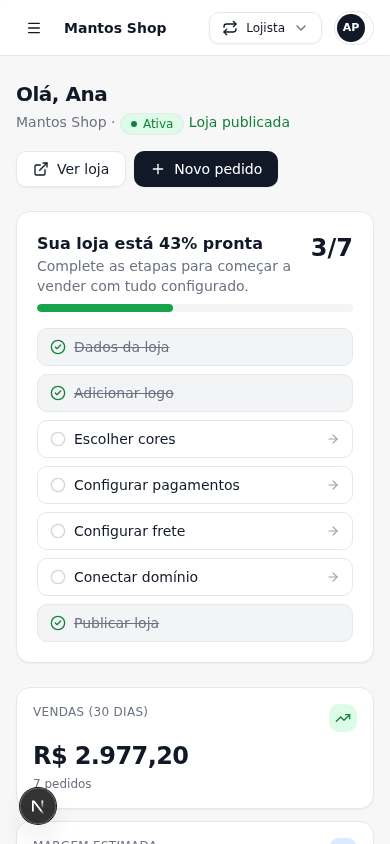 Mantos Shop
Lojista
AP
Olá, Ana
Mantos Shop · Ativa Loja publicada
Ver loja
Novo pedido
Sua loja está 43% pronta
3/7
Complete as etapas para começar a
vender com tudo configurado.
Dados da loja
Adicionar logo
Escolher cores
Configurar pagamentos
Configurar frete
Conectar domínio
Publicar loja
VENDAS (30 DIAS)
R$ 2.977,20
7 pedidos
N
MARGEM ESTIMADA